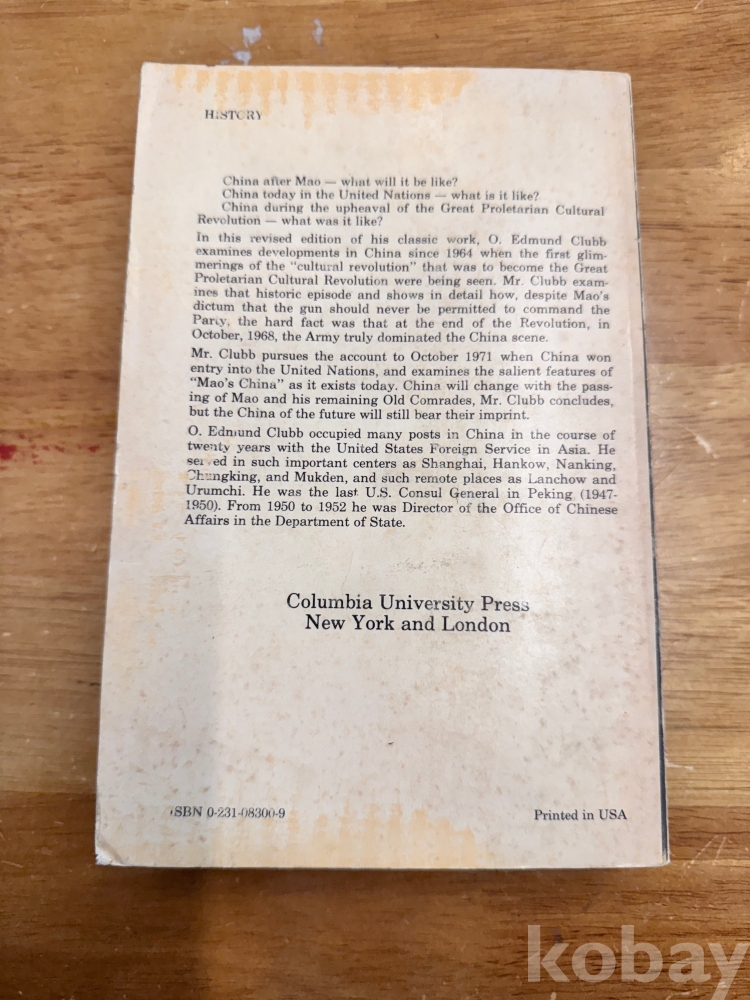 HISTORY
China after Mao — what will it be like?
China today in the United Nations — what is it like?
China during the upheaval of the Great Proletarian Cultural
Revolution — what was it like?
In this revised edition of his classic work, O. Edmund Clubb
examines developments in China since 1964 when the first glim-
merings of the "cultural revolution" that was to become the Great
Proletarian Cultural Revolution were being seen. Mr. Clubb exam-
ines that historic episode and shows in detail how, despite Mao's
dictum that the gun should never be permitted to command the
Party, the hard fact was that at the end of the Revolution, in
October, 1968, the Army truly dominated the China scene.
Mr. Clubb pursues the account to October 1971 when China won
entry into the United Nations, and examines the salient features of
"Mao's China" as it exists today. China will change with the pass-
ing of Mao and his remaining Old Comrades, Mr. Clubb concludes,
but the China of the future will still bear their imprint.
O. Edmund Clubb occupied many posts in China in the course of
twenty years with the United States Foreign Service in Asia. He
served in such important centers as Shanghai, Hankow, Nanking,
Chungking, and Mukden, and such remote places as Lanchow and
Urumchi. He was the last U.S. Consul General in Peking (1947-
1950). From 1950 to 1952 he was Director of the Office of Chinese
Affairs in the Department of State.
Columbia University Press
New York and London
ISBN 0-231-08300-9
Printed in USA
kobay